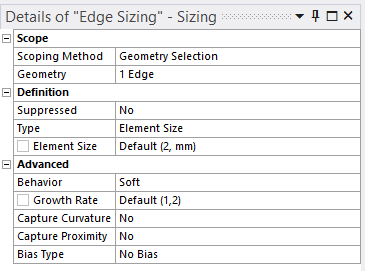 Details of "Edge Sizing" - Sizing
Scope
Scoping Method Geometry Selection
Geometry 1 Edge
Definition
Suppressed No
Type Element Size
Element Size Default (2, mm)
Advanced
Behavior Soft
Growth Rate Default (1,2)
Capture Curvature No
Capture Proximity No
Bias Type No Bias